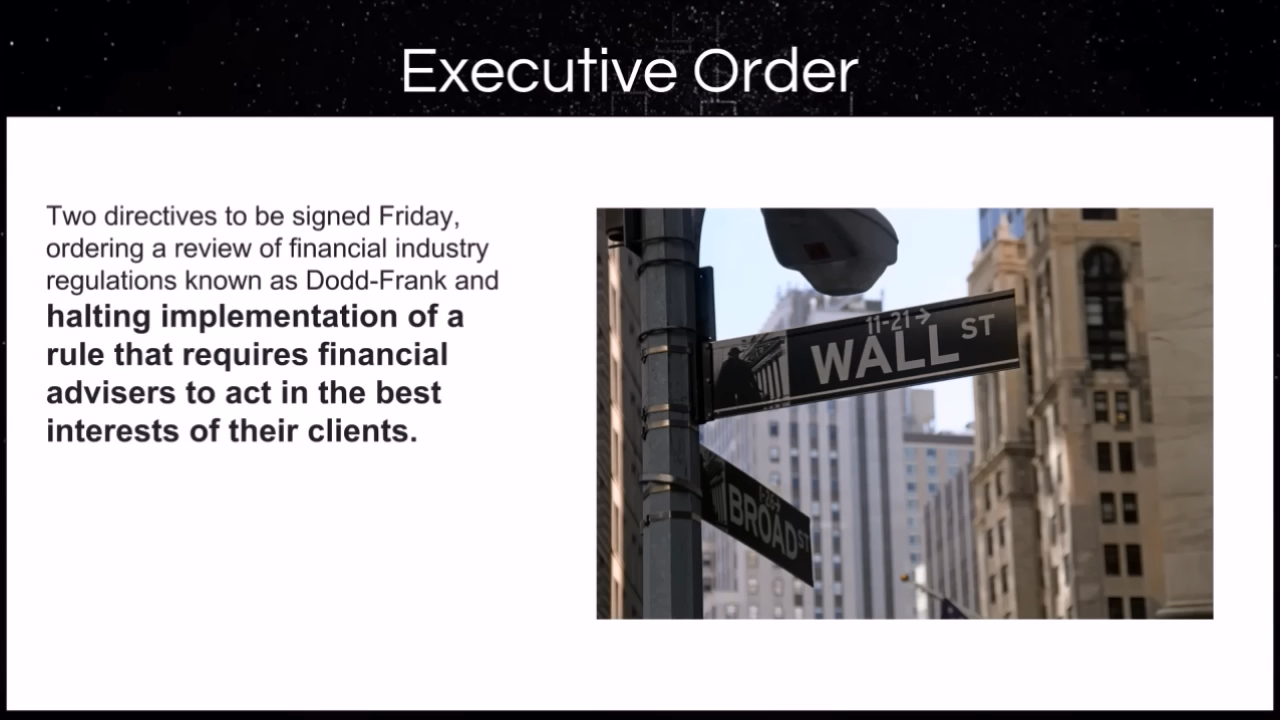 Executive Order
Two directives to be signed Friday,
ordering a review of financial industry
regulations known as Dodd-Frank and
halting implementation of a
rule that requires financial
advisers to act in the best
interests of their clients.
11-21→
WALL ST
BROAD ST